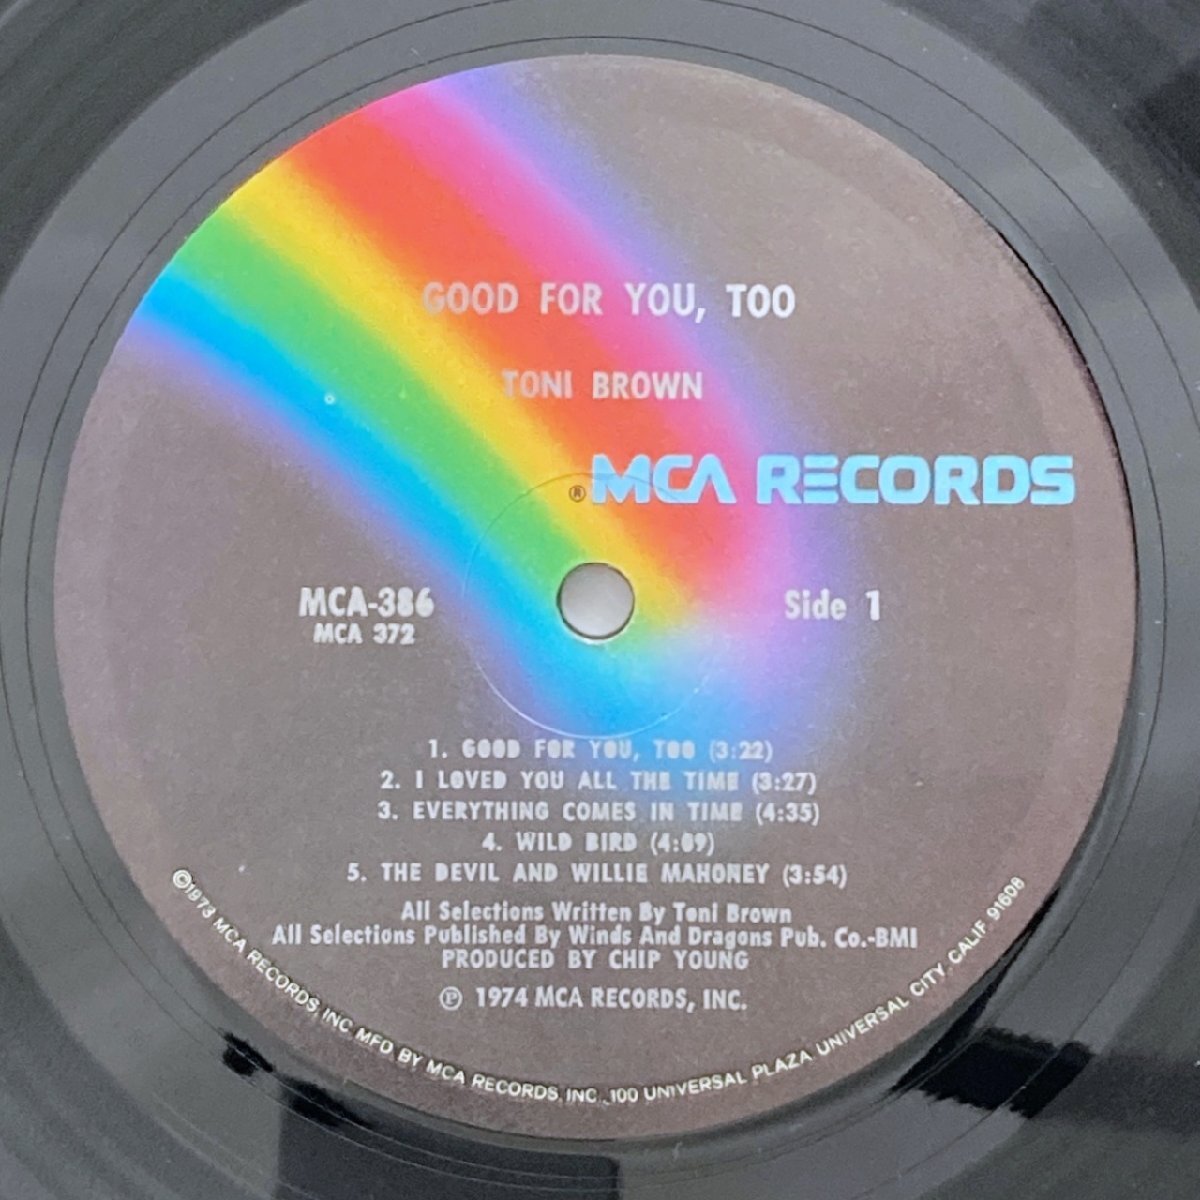 GOOD FOR YOU, TOO
TONI BROWN
® MCA RECORDS
MCA-386
MCA 372
Side 1
1. GOOD FOR YOU, TOO (3:22)
2. I LOVED YOU ALL THE TIME (3:27)
3. EVERYTHING COMES IN TIME (4:35)
4. WILD BIRD (4:09)
5. THE DEVIL AND WILLIE MAHONEY (3:54)
All Selections Written By Toni Brown
All Selections Published By Winds And Dragons Pub. Co.-BMI
PRODUCED BY CHIP YOUNG
℗ 1974 MCA RECORDS, INC.
©1973 MCA RECORDS, INC MFD BY MCA RECORDS, INC., 100 UNIVERSAL PLAZA UNIVERSAL CITY, CALIF. 91608